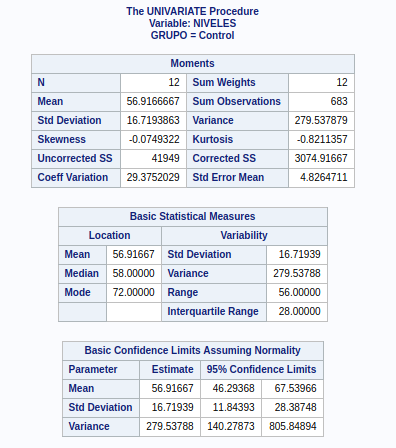 The UNIVARIATE Procedure
Variable: NIVELES
GRUPO = Control
Moments
N 12 Sum Weights 12
Mean 56.9166667 Sum Observations 683
Std Deviation 16.7193863 Variance 279.537879
Skewness -0.0749322 Kurtosis -0.8211357
Uncorrected SS 41949 Corrected SS 3074.91667
Coeff Variation 29.3752029 Std Error Mean 4.8264711
Basic Statistical Measures
Location Variability
Mean 56.91667 Std Deviation 16.71939
Median 58.00000 Variance 279.53788
Mode 72.00000 Range 56.00000
Interquartile Range 28.00000
Basic Confidence Limits Assuming Normality
Parameter Estimate 95% Confidence Limits
Mean 56.91667 46.29368 67.53966
Std Deviation 16.71939 11.84393 28.38748
Variance 279.53788 140.27873 805.84894